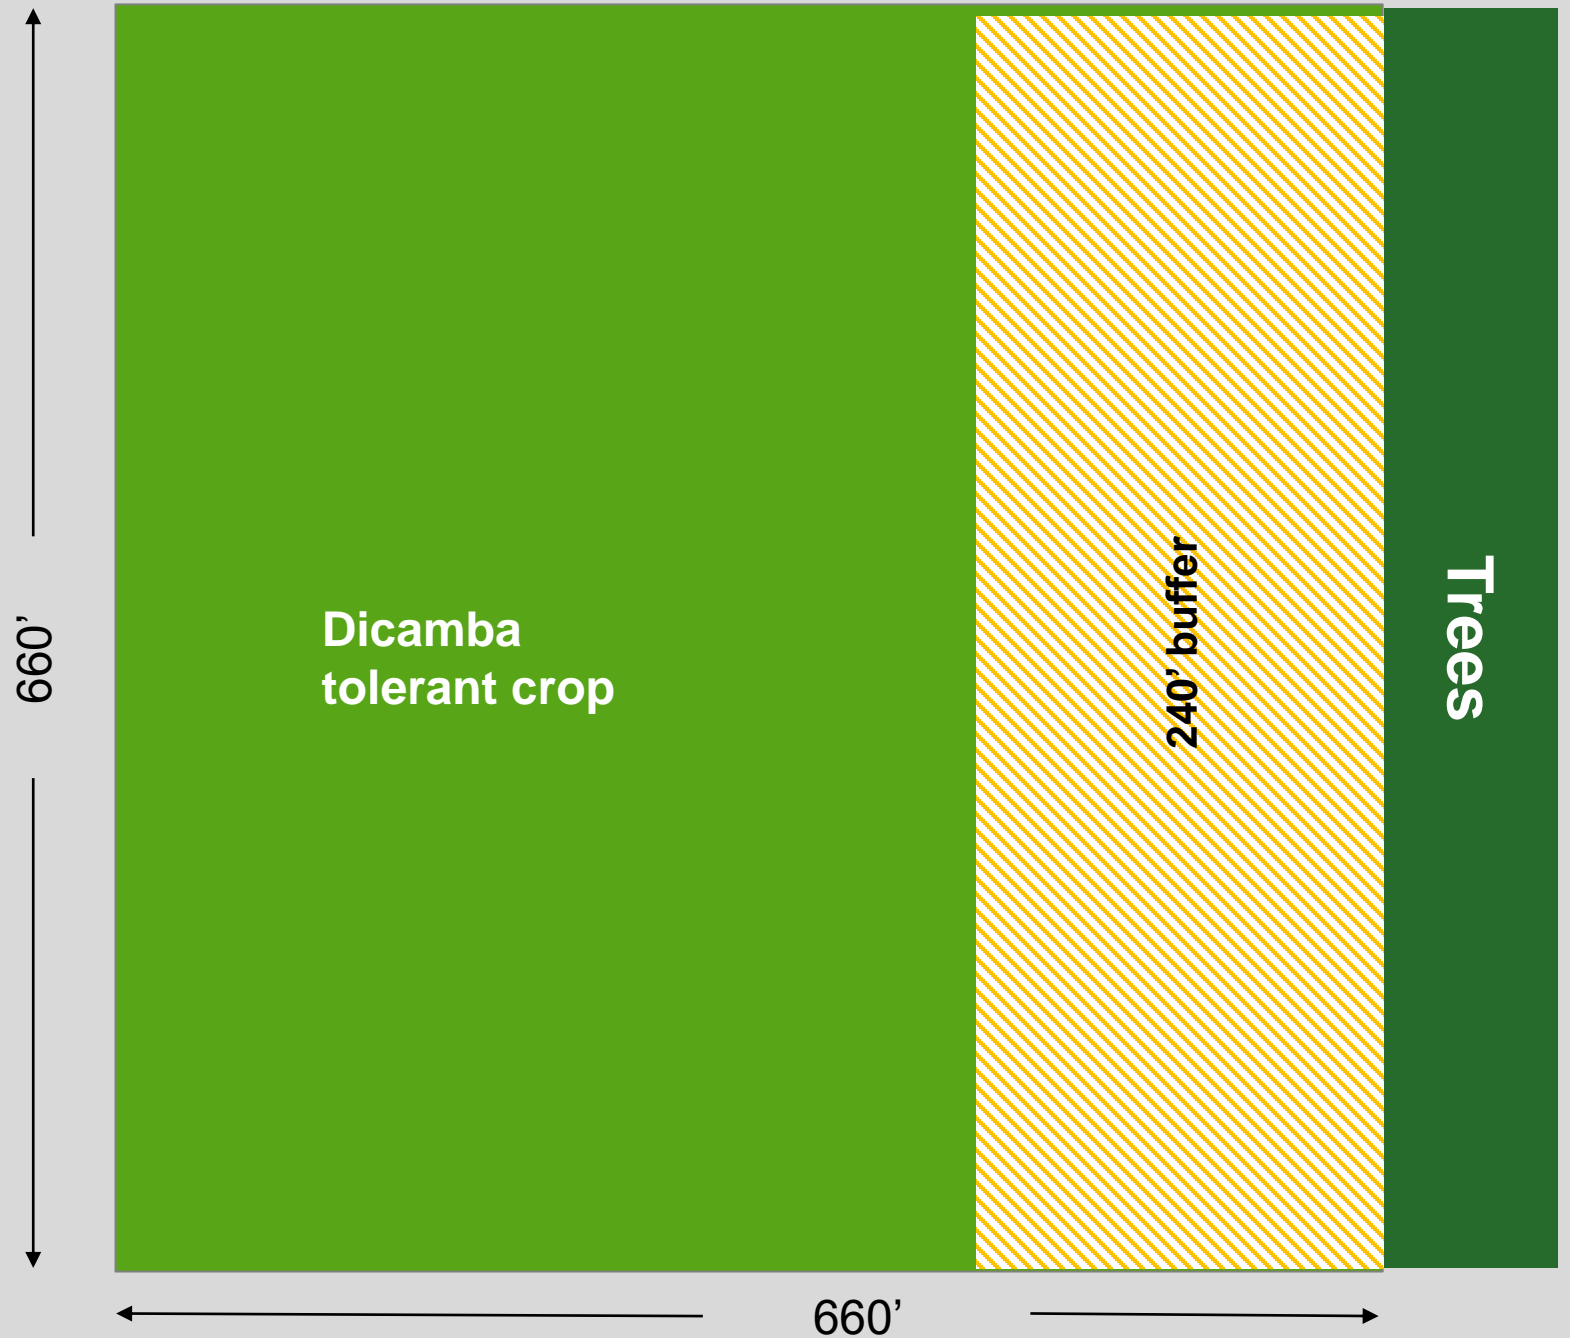 660’
Dicamba
tolerant crop
240’ buffer
Trees
660’